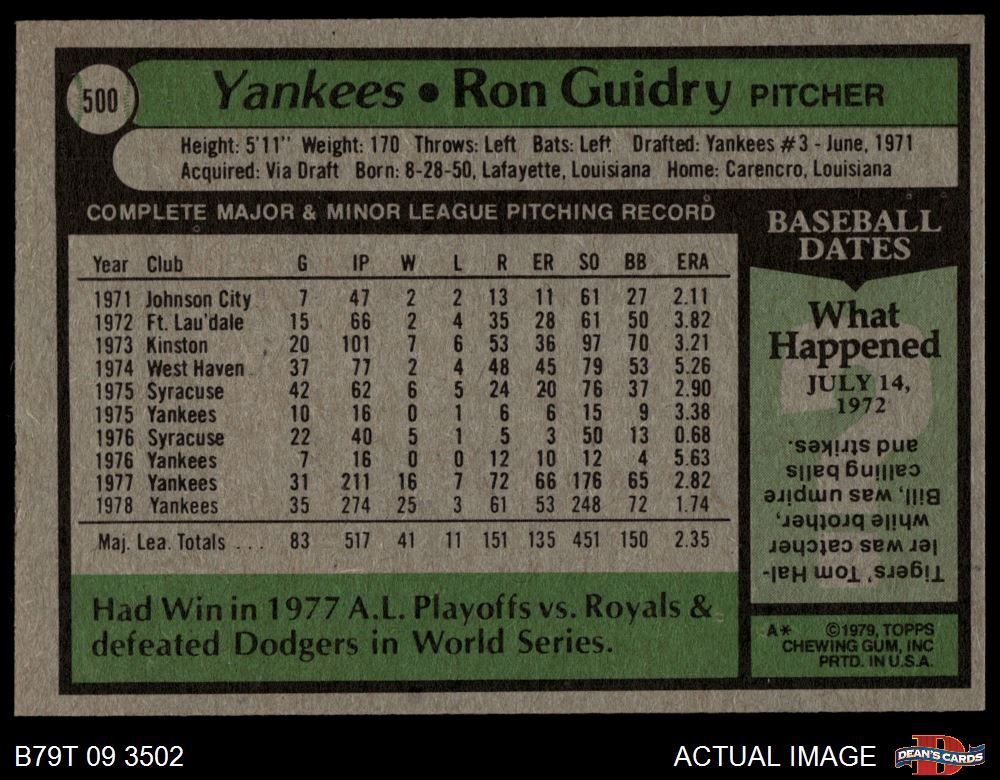 500
Yankees • Ron Guidry PITCHER
Height: 5'11" Weight: 170 Throws: Left Bats: Left Drafted: Yankees #3 - June, 1971
Acquired: Via Draft Born: 8-28-50, Lafayette, Louisiana Home: Carencro, Louisiana
COMPLETE MAJOR & MINOR LEAGUE PITCHING RECORD
Year Club G IP W L R ER SO BB ERA
1971 Johnson City 7 47 2 2 13 11 61 27 2.11
1972 Ft. Lau'dale 15 66 2 4 35 28 61 50 3.82
1973 Kinston 20 101 7 6 53 36 97 70 3.21
1974 West Haven 37 77 2 4 48 45 79 53 5.26
1975 Syracuse 42 62 6 5 24 20 76 37 2.90
1975 Yankees 10 16 0 1 6 6 15 9 3.38
1976 Syracuse 22 40 5 1 5 3 50 13 0.68
1976 Yankees 7 16 0 0 12 10 12 4 5.63
1977 Yankees 31 211 16 7 72 66 176 65 2.82
1978 Yankees 35 274 25 3 61 53 248 72 1.74
Maj. Lea. Totals ... 83 517 41 11 151 135 451 150 2.35
Had Win in 1977 A.L. Playoffs vs. Royals &
defeated Dodgers in World Series.
BASEBALL
DATES
What
Happened
JULY 14,
1972
Tigers' Tom Hal-
ler was catcher
while brother,
Bill, was umpire
calling balls
and strikes.
A* ©1979, TOPPS
CHEWING GUM, INC
PRTD. IN U.S.A.
B79T 09 3502
ACTUAL IMAGE
DEAN'S CARDS